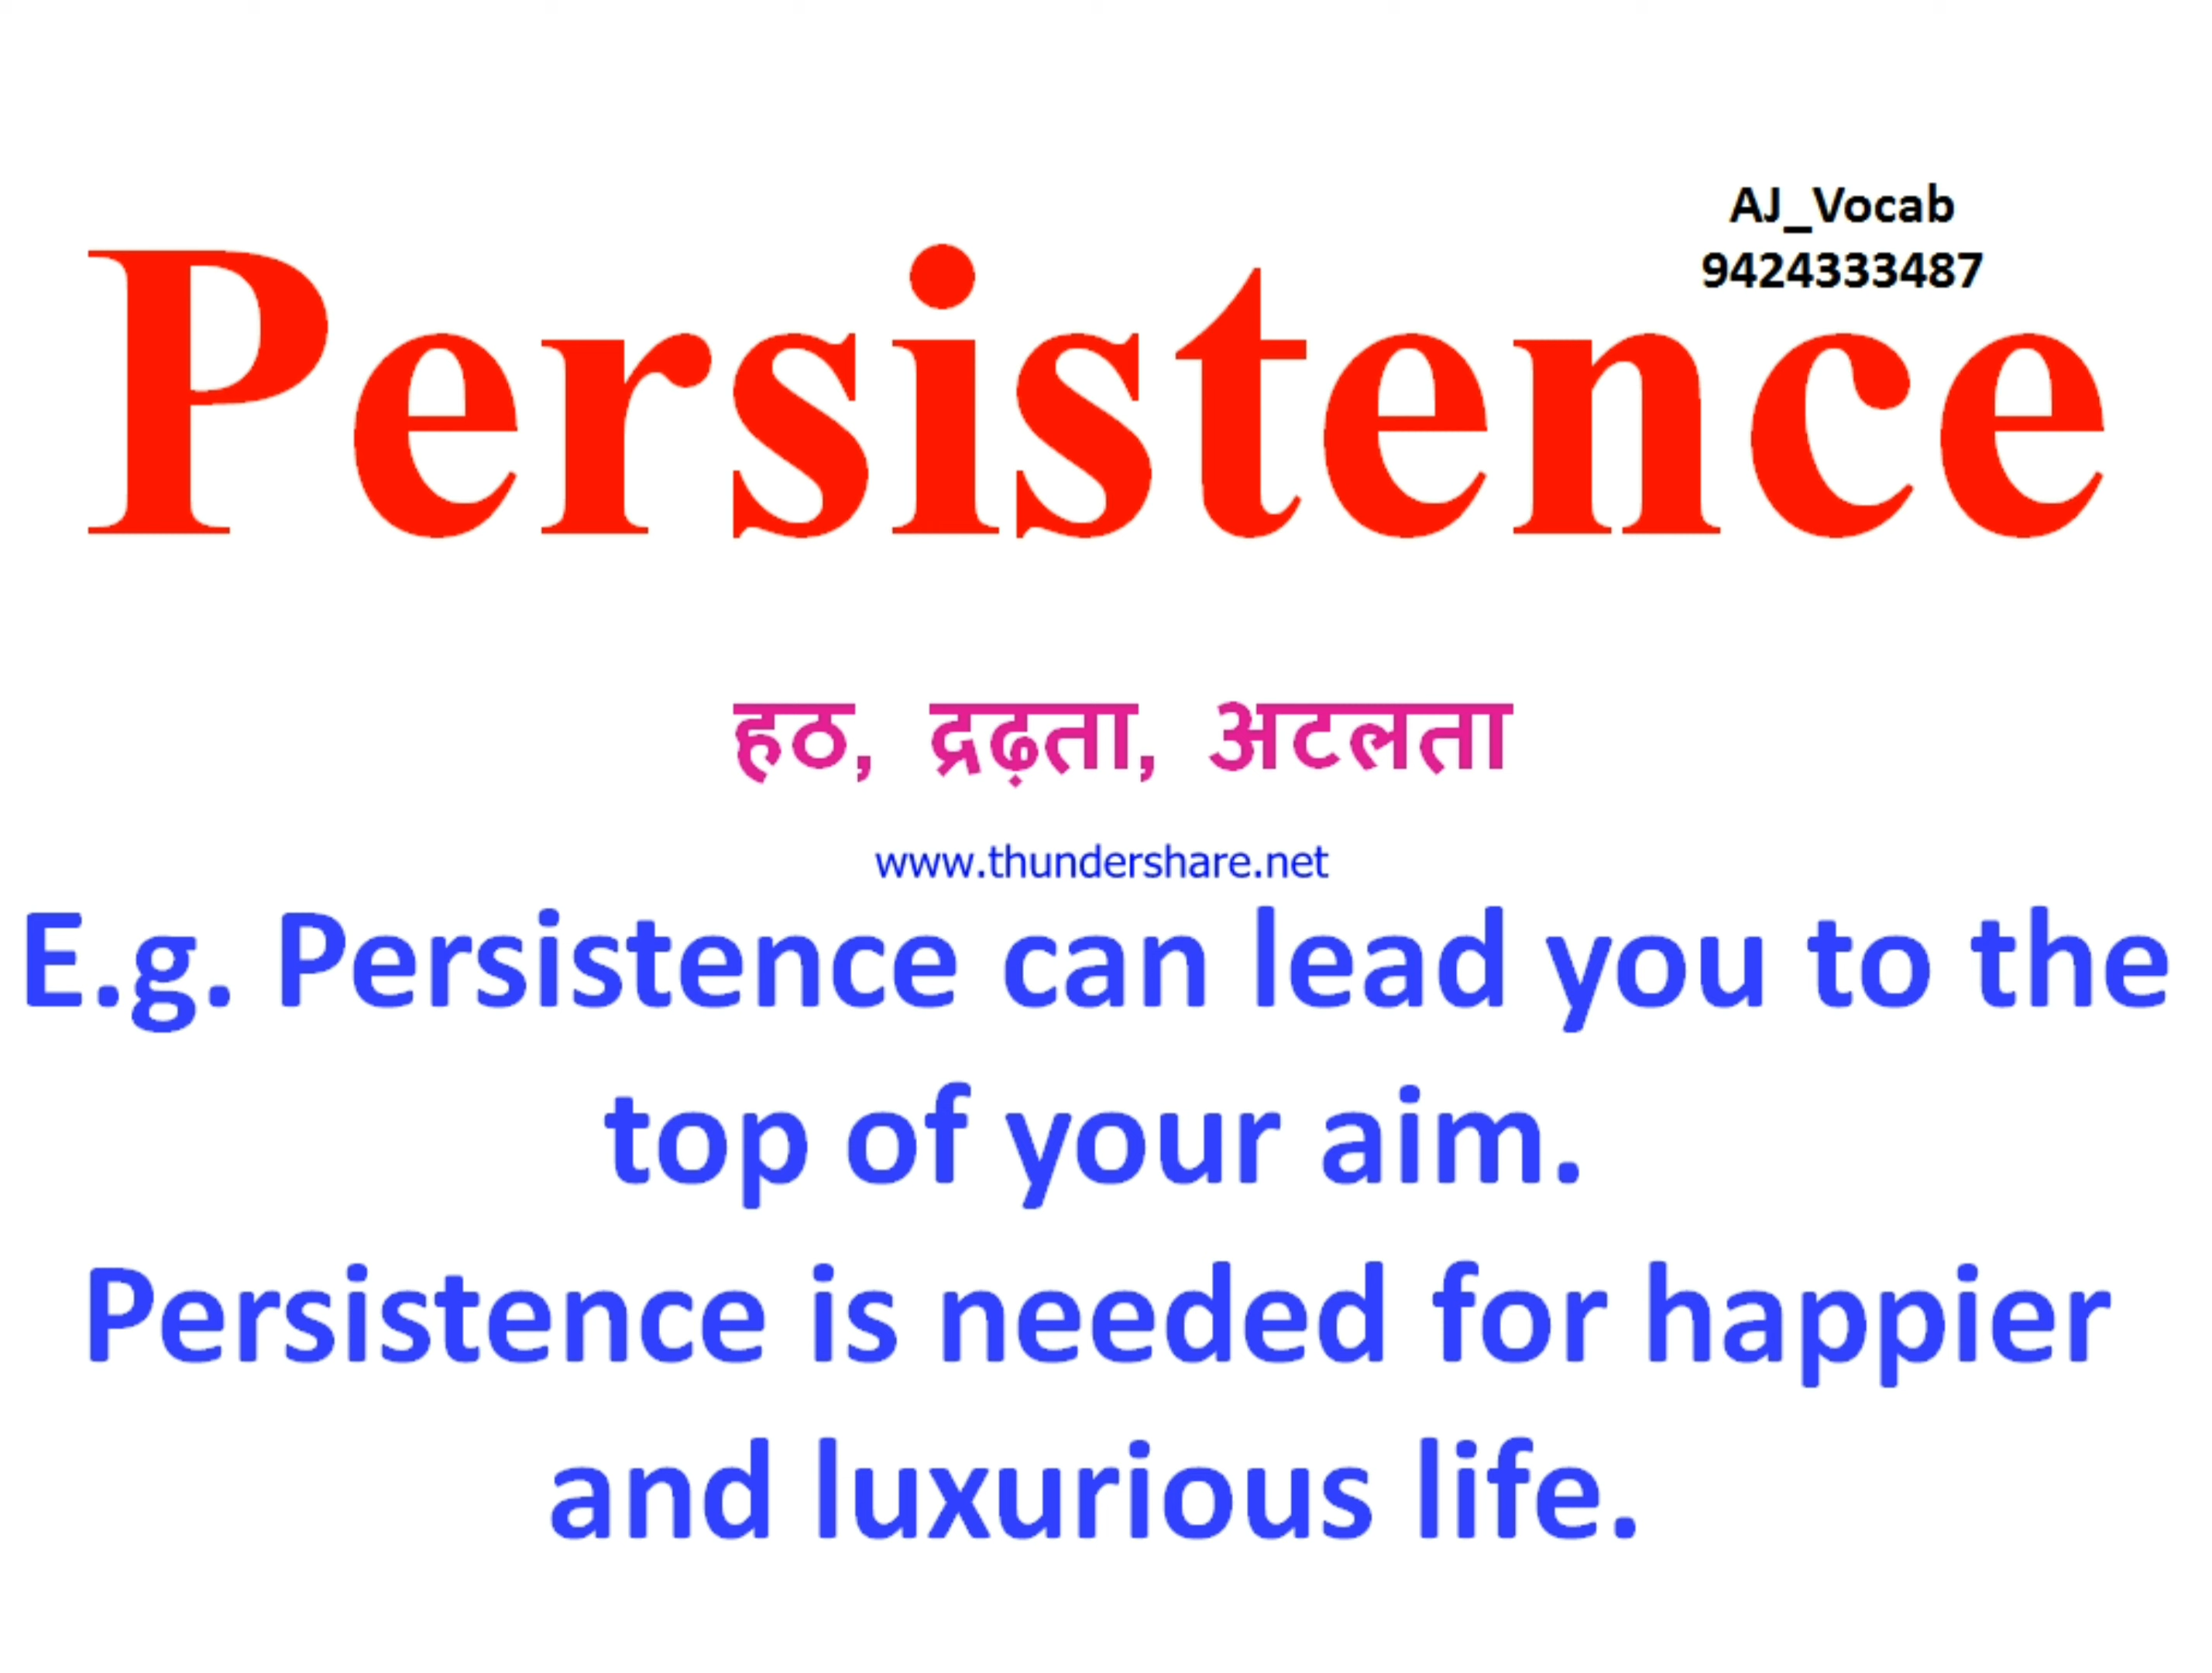 AJ_Vocab
9424333487
Persistence
हठ, द्रढ़ता, अटलता
www.thundershare.net
E.g. Persistence can lead you to the
top of your aim.
Persistence is needed for happier
and luxurious life.